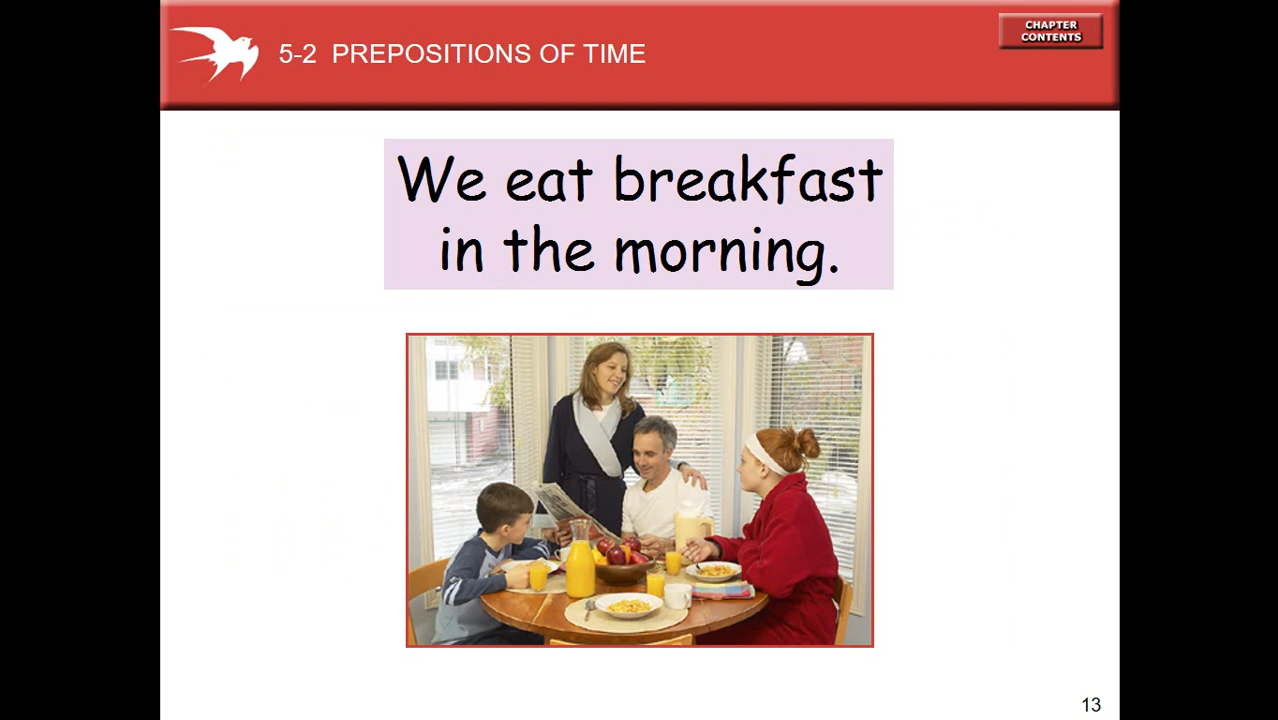 5-2 PREPOSITIONS OF TIME
CHAPTER
CONTENTS
We eat breakfast
in the morning.
13